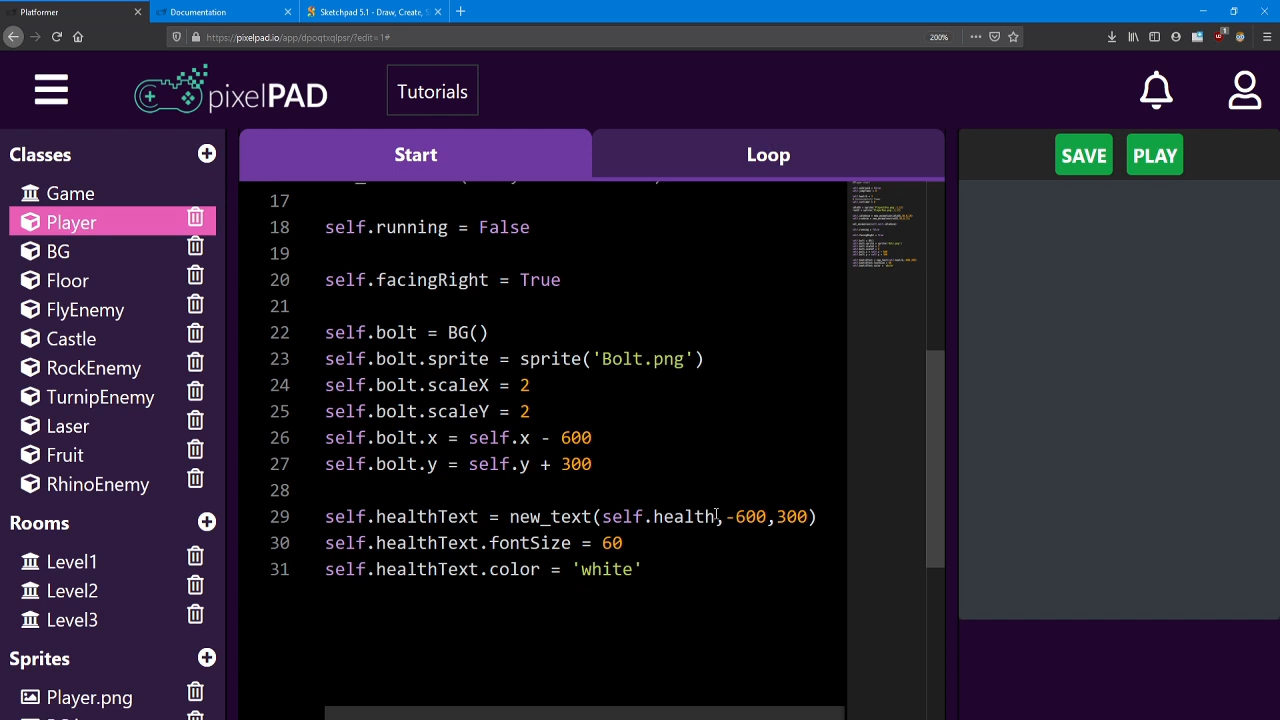 Platformer
Documentation
Sketchpad 5.1 - Draw, Create, S
https://pixelpad.io/app/dpoqtxqlpsr/?edit=1#
200%
pixelPAD
Tutorials
Classes
Game
Player
BG
Floor
FlyEnemy
Castle
RockEnemy
TurnipEnemy
Laser
Fruit
RhinoEnemy
Rooms
Level1
Level2
Level3
Sprites
Player.png
Start
Loop
17
18 self.running = False
19
20 self.facingRight = True
21
22 self.bolt = BG()
23 self.bolt.sprite = sprite('Bolt.png')
24 self.bolt.scaleX = 2
25 self.bolt.scaleY = 2
26 self.bolt.x = self.x - 600
27 self.bolt.y = self.y + 300
28
29 self.healthText = new_text(self.health,-600,300)
30 self.healthText.fontSize = 60
31 self.healthText.color = 'white'
SAVE
PLAY